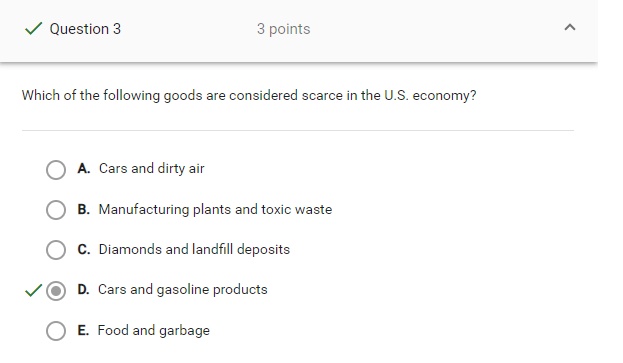 Question 3 3 points
Which of the following goods are considered scarce in the U.S. economy?
A. Cars and dirty air
B. Manufacturing plants and toxic waste
C. Diamonds and landfill deposits
D. Cars and gasoline products
E. Food and garbage